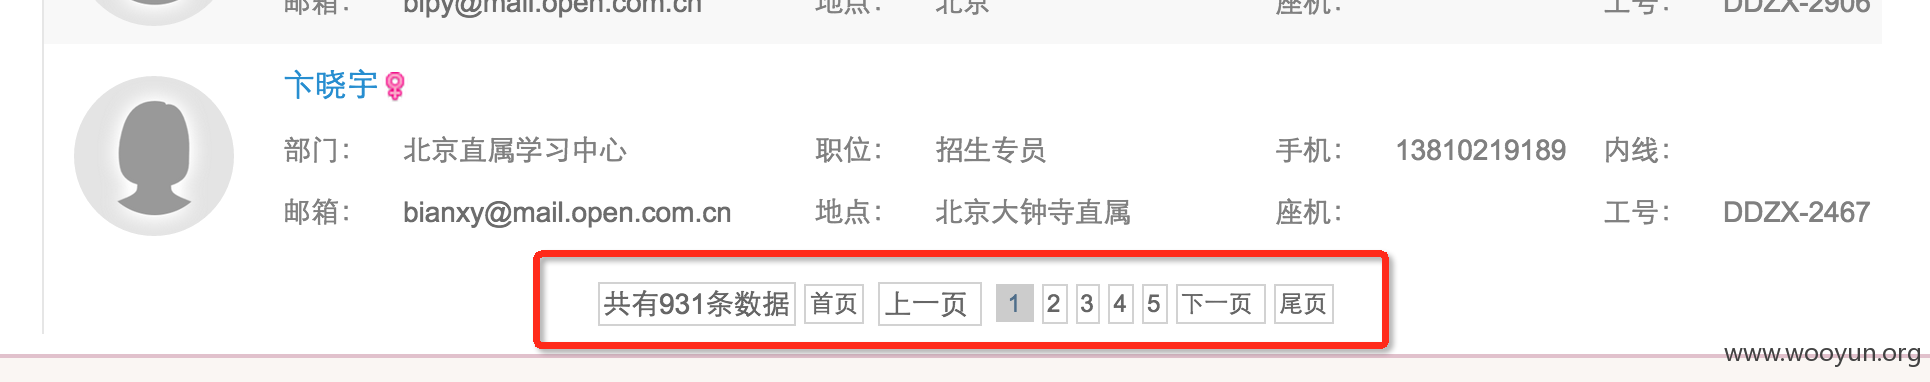 邮箱： bipy@mail.open.com.cn 地点： 北京 座机： 工号： DDZX-2906
卞晓宇
部门： 北京直属学习中心 职位： 招生专员 手机： 13810219189 内线：
邮箱： bianxy@mail.open.com.cn 地点： 北京大钟寺直属 座机： 工号： DDZX-2467
共有931条数据 首页 上一页 1 2 3 4 5 下一页 尾页
www.wooyun.org